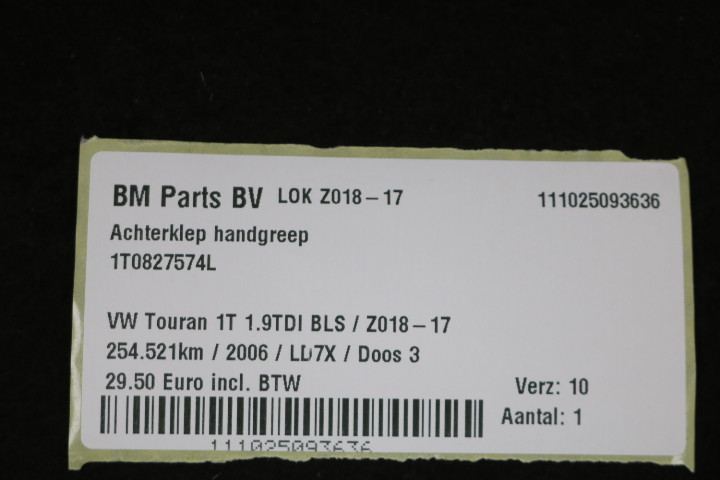 BM Parts BV LOK Z018-17 111025093636
Achterklep handgreep
1T0827574L
VW Touran 1T 1.9TDI BLS / Z018-17
254.521km / 2006 / LD7X / Doos 3
29.50 Euro incl. BTW Verz: 10
Aantal: 1
111025093636